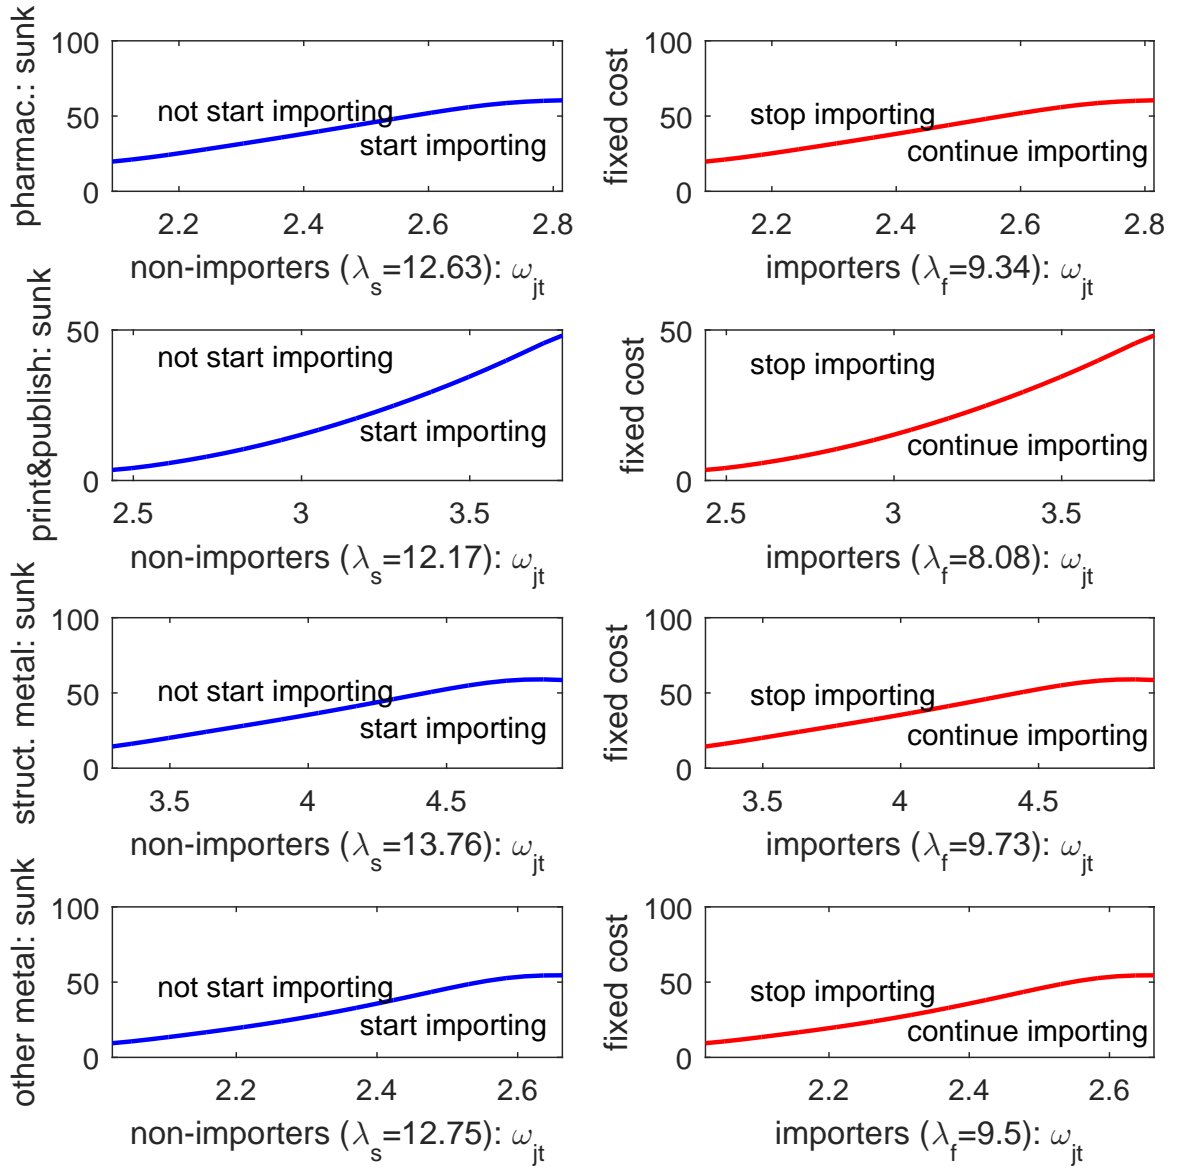 pharmac.: sunk
100
50
0
not start importing
start importing
2.2 2.4 2.6 2.8
non-importers (λs=12.63): ωjt
fixed cost
100
50
0
stop importing
continue importing
2.2 2.4 2.6 2.8
importers (λf=9.34): ωjt
print&publish: sunk
50
0
not start importing
start importing
2.5 3 3.5
non-importers (λs=12.17): ωjt
fixed cost
50
0
stop importing
continue importing
2.5 3 3.5
importers (λf=8.08): ωjt
struct. metal: sunk
100
50
0
not start importing
start importing
3.5 4 4.5
non-importers (λs=13.76): ωjt
fixed cost
100
50
0
stop importing
continue importing
3.5 4 4.5
importers (λf=9.73): ωjt
other metal: sunk
100
50
0
not start importing
start importing
2.2 2.4 2.6
non-importers (λs=12.75): ωjt
fixed cost
100
50
0
stop importing
continue importing
2.2 2.4 2.6
importers (λf=9.5): ωjt